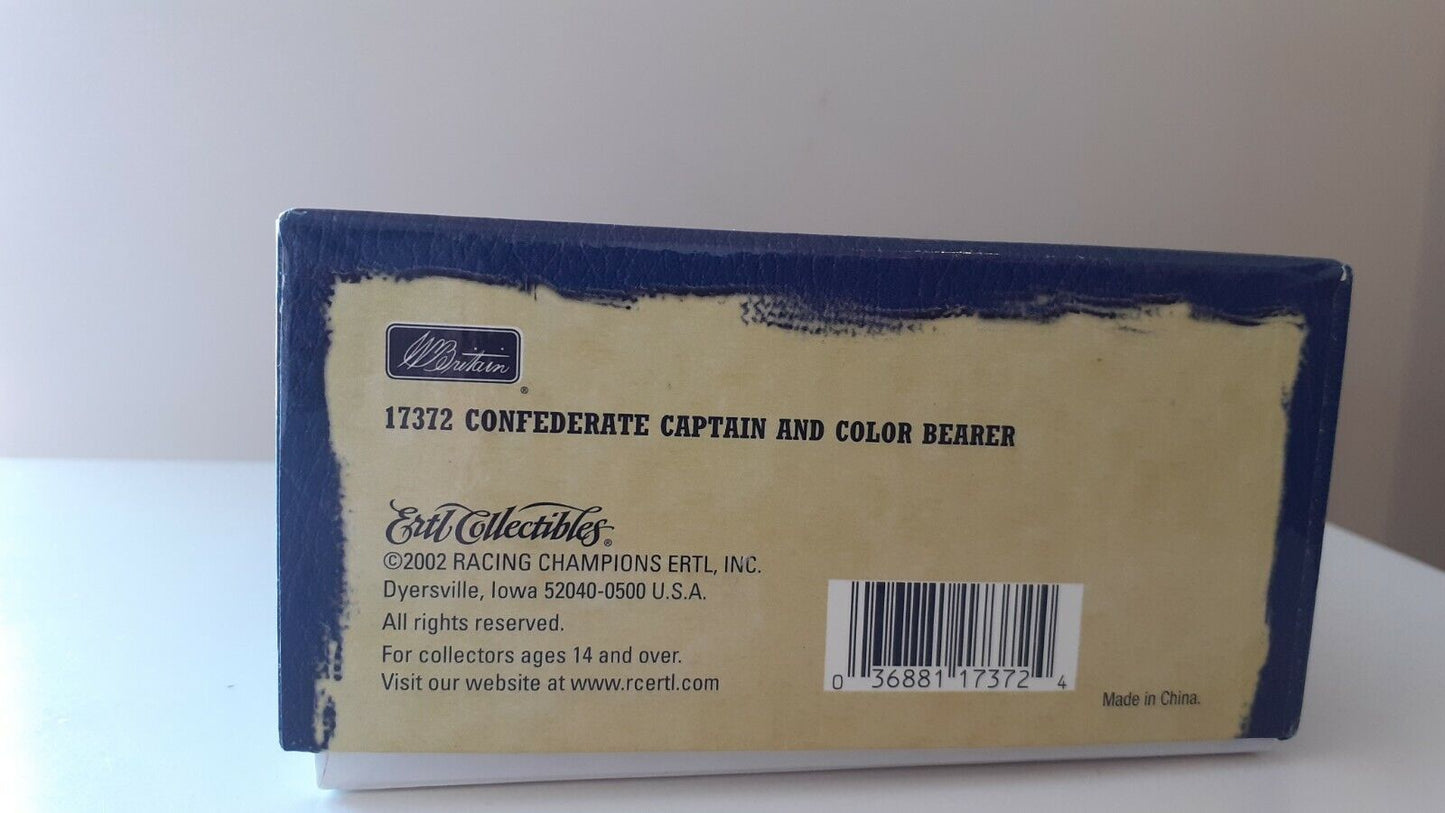 WBritain
®
17372 CONFEDERATE CAPTAIN AND COLOR BEARER
Ertl Collectibles®
©2002 RACING CHAMPIONS ERTL, INC.
Dyersville, Iowa 52040-0500 U.S.A.
All rights reserved.
For collectors ages 14 and over.
Visit our website at www.rcertl.com
0 36881 17372 4
Made in China.